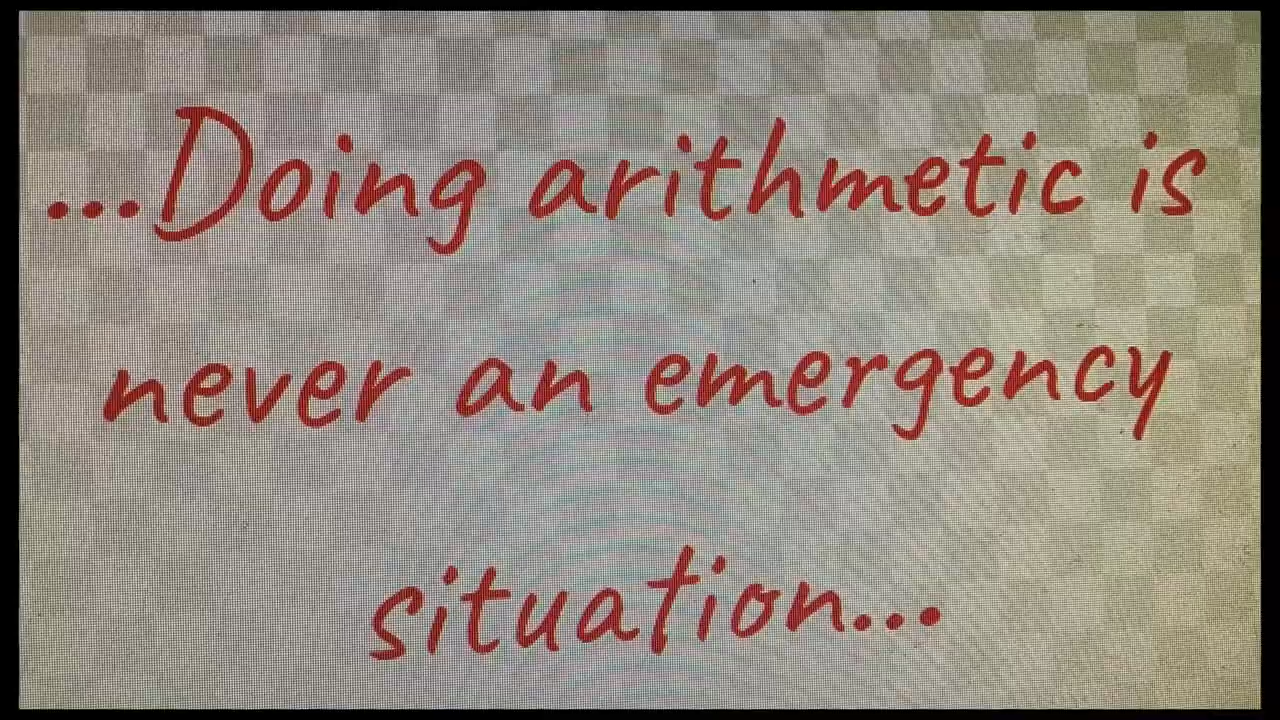 ...Doing arithmetic is
never an emergency
situation...